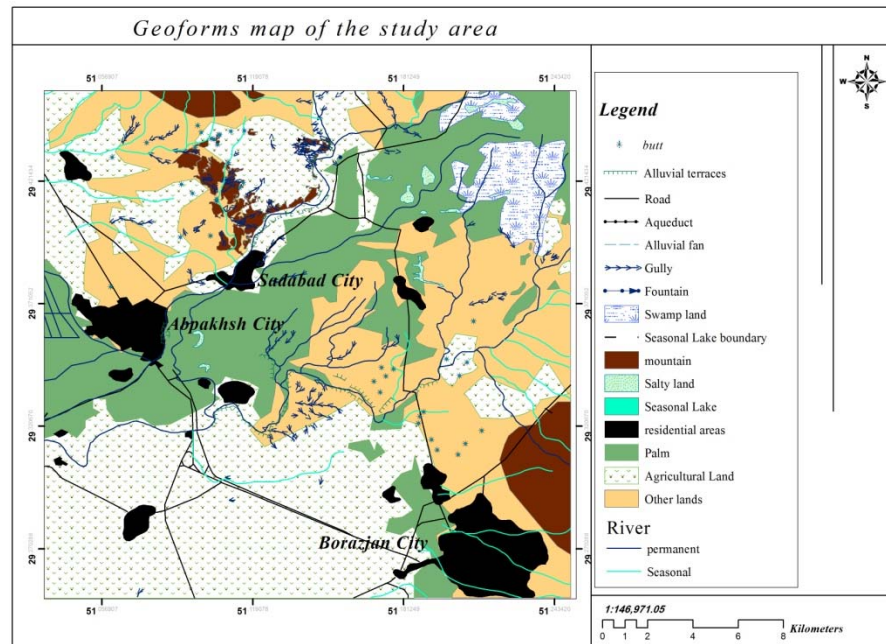 Geoforms map of the study area
N
W E
S
51 51 51 51
29 29
29 29
29 29
29 29
Sadabad City
Abpakhsh City
Borazjan City
51 51 51 51
Legend
butt
Alluvial terraces
Road
Aqueduct
Alluvial fan
Gully
Fountain
Swamp land
Seasonal Lake boundary
mountain
Salty land
Seasonal Lake
residential areas
Palm
Agricultural Land
Other lands
River
permanent
Seasonal
1:146,971.05
Kilometers
0 1 2 4 6 8